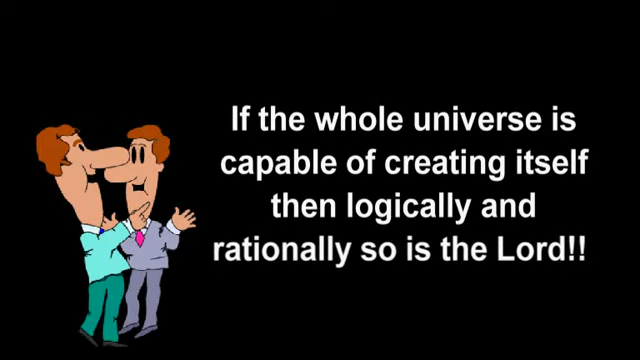 If the whole universe is
capable of creating itself
then logically and
rationally so is the Lord!!